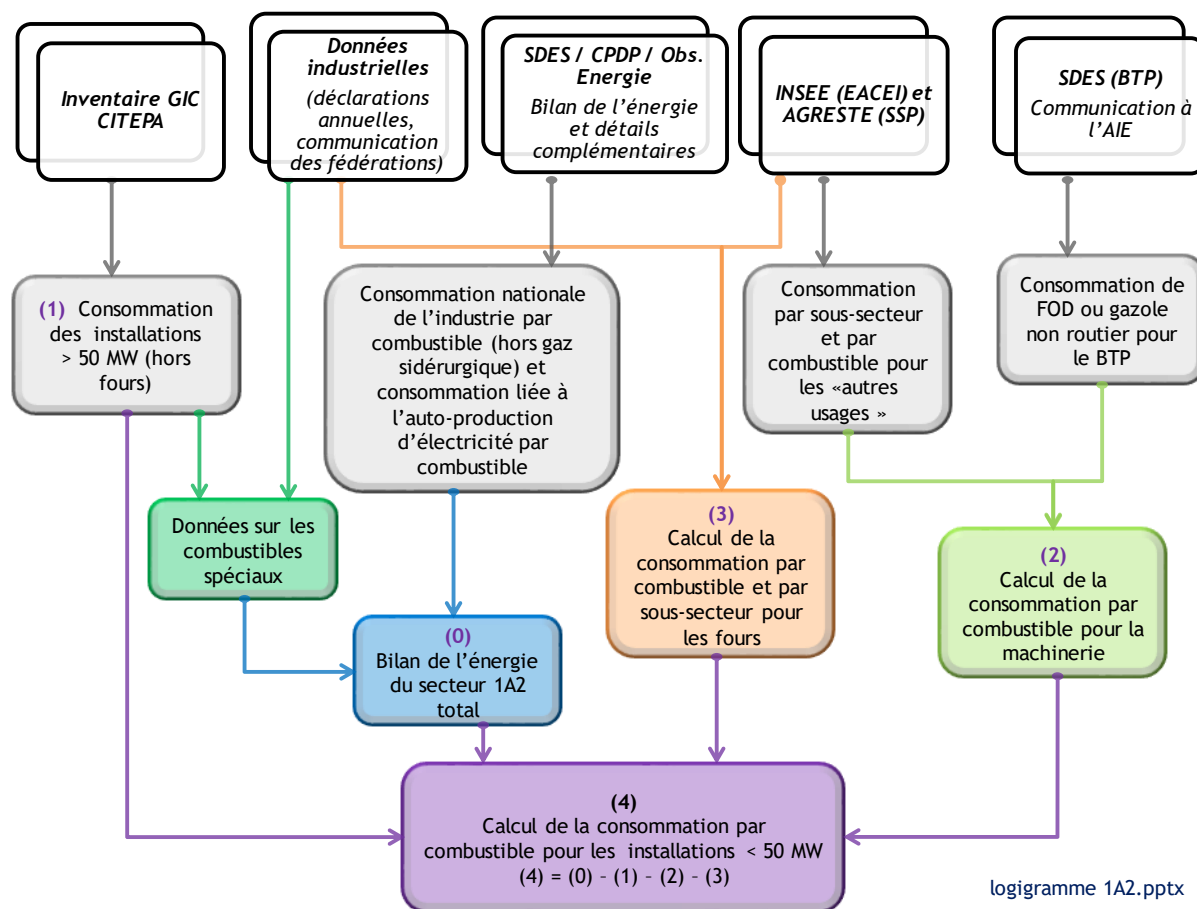 Inventaire GIC
CITEPA
Données
industrielles
(déclarations
annuelles,
communication
des fédérations)
SDES / CPDP / Obs.
Energie
Bilan de l’énergie
et détails
complémentaires
INSEE (EACEI) et
AGRESTE (SSP)
SDES (BTP)
Communication à
l’AIE
(1) Consommation
des installations
> 50 MW (hors
fours)
Consommation nationale
de l’industrie par
combustible (hors gaz
sidérurgique) et
consommation liée à
l’auto-production
d’électricité par
combustible
Consommation
par sous-secteur
et par
combustible pour
les «autres
usages »
Consommation de
FOD ou gazole
non routier pour
le BTP
Données sur les
combustibles
spéciaux
(3)
Calcul de la
consommation par
combustible et par
sous-secteur pour
les fours
(2)
Calcul de la
consommation par
combustible pour la
machinerie
(0)
Bilan de l’énergie
du secteur 1A2
total
(4)
Calcul de la consommation par
combustible pour les installations < 50 MW
(4) = (0) – (1) – (2) – (3)
logigramme 1A2.pptx